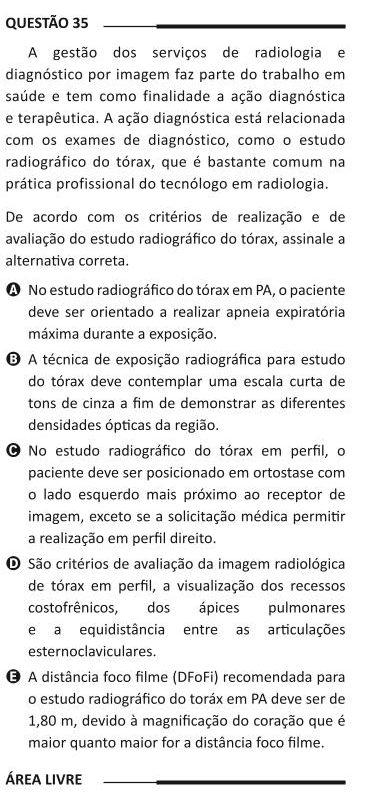 QUESTÃO 35
A gestão dos serviços de radiologia e
diagnóstico por imagem faz parte do trabalho em
saúde e tem como finalidade a ação diagnóstica
e terapêutica. A ação diagnóstica está relacionada
com os exames de diagnóstico, como o estudo
radiográfico do tórax, que é bastante comum na
prática profissional do tecnólogo em radiologia.
De acordo com os critérios de realização e de
avaliação do estudo radiográfico do tórax, assinale a
alternativa correta.
A No estudo radiográfico do tórax em PA, o paciente
deve ser orientado a realizar apneia expiratória
máxima durante a exposição.
B A técnica de exposição radiográfica para estudo
do tórax deve contemplar uma escala curta de
tons de cinza a fim de demonstrar as diferentes
densidades ópticas da região.
C No estudo radiográfico do tórax em perfil, o
paciente deve ser posicionado em ortostase com
o lado esquerdo mais próximo ao receptor de
imagem, exceto se a solicitação médica permitir
a realização em perfil direito.
D São critérios de avaliação da imagem radiológica
de tórax em perfil, a visualização dos recessos
costofrênicos, dos ápices pulmonares
e a equidistância entre as articulações
esternoclaviculares.
E A distância foco filme (DFoFi) recomendada para
o estudo radiográfico do toráx em PA deve ser de
1,80 m, devido à magnificação do coração que é
maior quanto maior for a distância foco filme.
ÁREA LIVRE